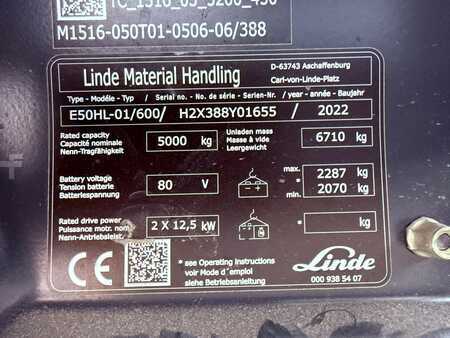 M1516-050T01-0506-06/388
Linde Material Handling
D-63743 Aschaffenburg
Carl-von-Linde-Platz
Type - Modéle - Typ / Serial no. - No. de série - Serien-Nr. / year - année - Baujahr
E50HL-01/600/ H2X388Y01655 / 2022
Rated capacity
Capacité nominale
Nenn-Tragfähigkeit
5000 kg
Unladen mass
Masse à vide
Leergewicht
6710 kg
Battery voltage
Tension batterie
Batteriespannung
80 V
max.
*
min.
2287 kg
2070
Rated drive power
Puissance mot.nom.
Nenn-Antriebsleist.
2 X 12,5 kW
* kg
CE
* see Operating instructions
voir Mode d'emploi
siehe Betriebsanleitung
Linde
000 938 54 07